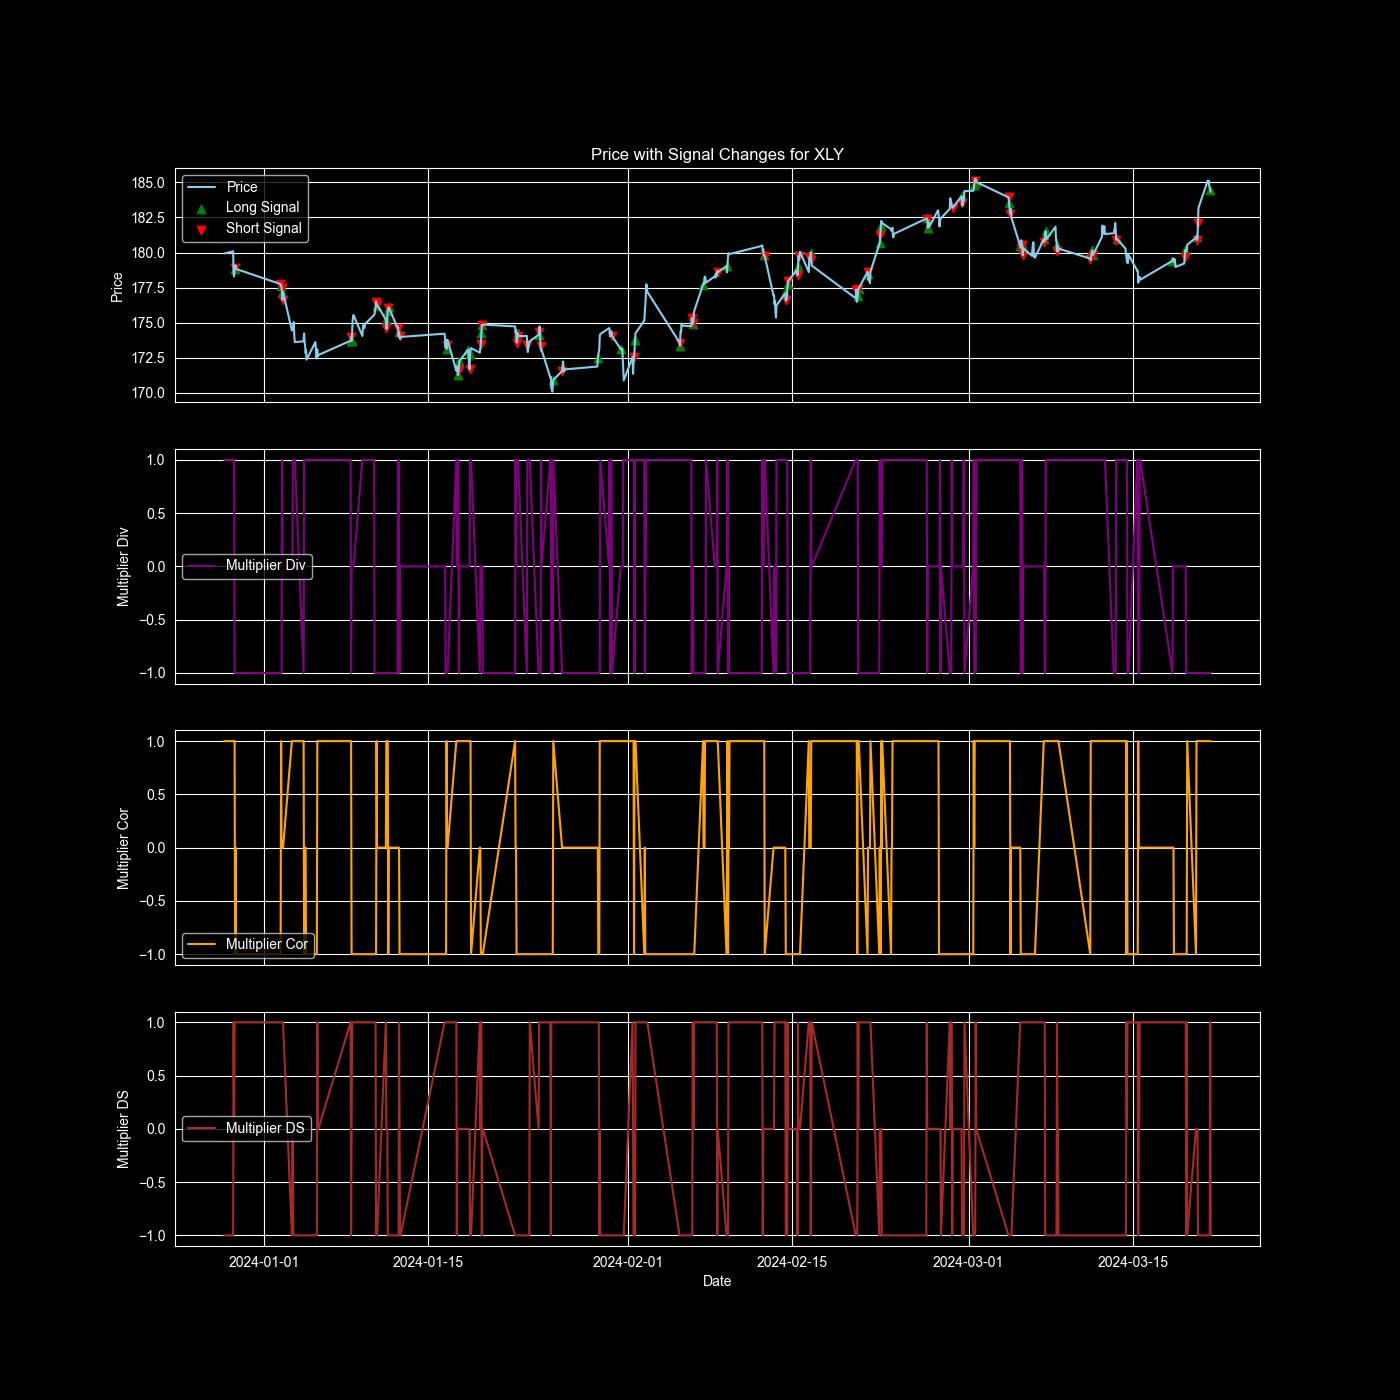 Price with Signal Changes for XLY
185.0
182.5
180.0
177.5
175.0
172.5
170.0
Price
Price
Long Signal
Short Signal
1.0
0.5
0.0
−0.5
−1.0
Multiplier Div
Multiplier Div
1.0
0.5
0.0
−0.5
−1.0
Multiplier Cor
Multiplier Cor
1.0
0.5
0.0
−0.5
−1.0
Multiplier DS
Multiplier DS
2024-01-01 2024-01-15 2024-02-01 2024-02-15 2024-03-01 2024-03-15
Date